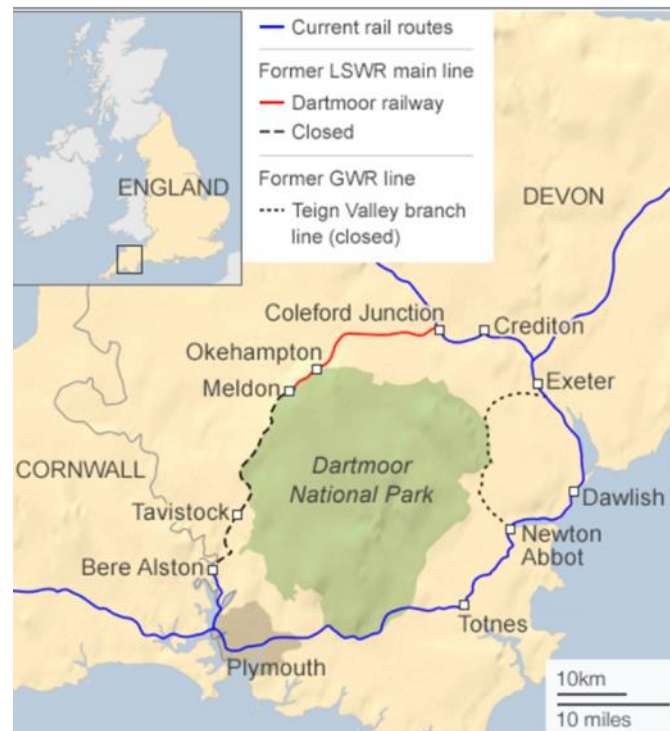 ENGLAND
Current rail routes
Former LSWR main line
Dartmoor railway
Closed
Former GWR line
Teign Valley branch
line (closed)
DEVON
Coleford Junction
Crediton
Okehampton
Meldon
Exeter
Dartmoor
National Park
CORNWALL
Tavistock
Dawlish
Newton
Abbot
Bere Alston
Totnes
Plymouth
10km
10 miles